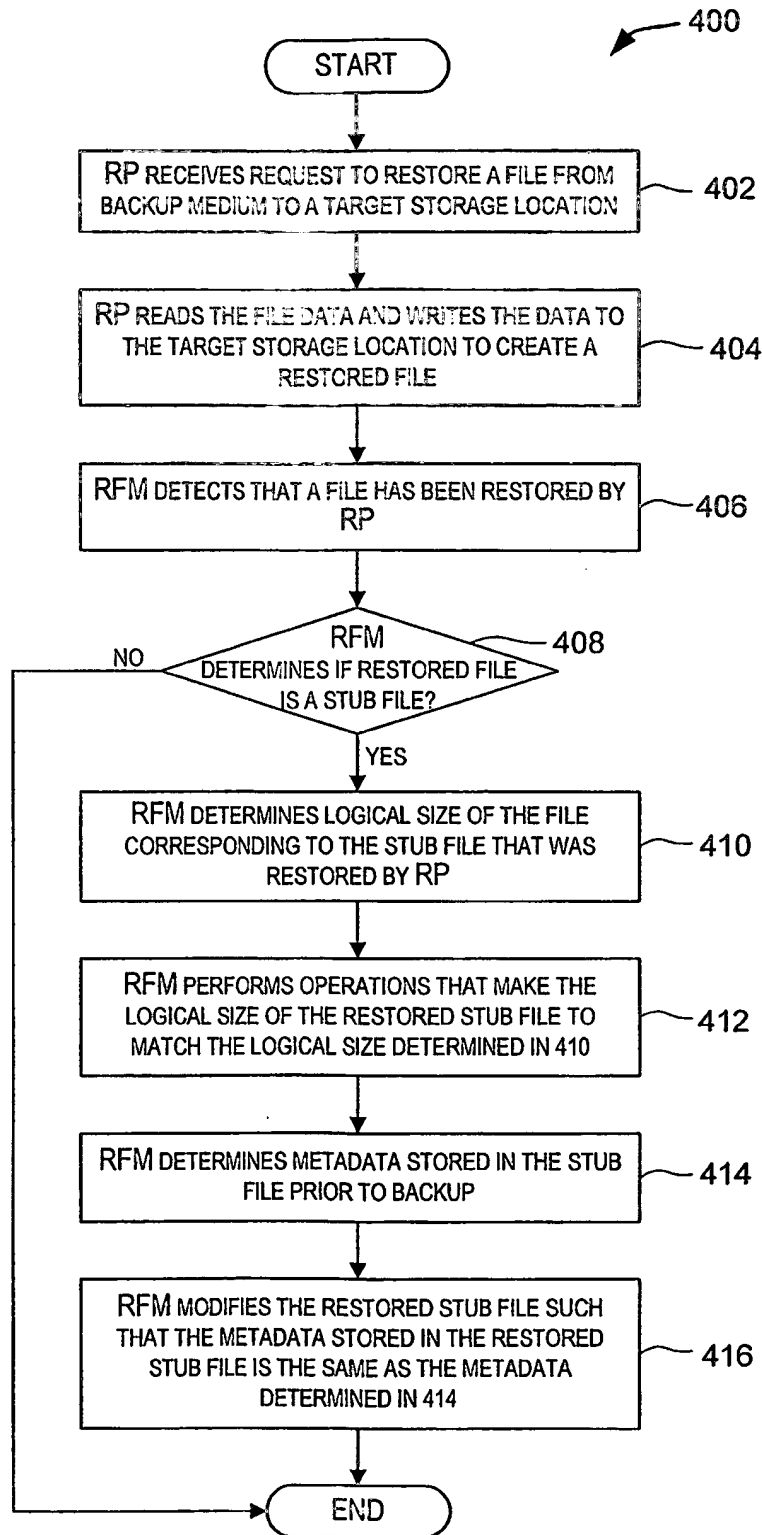 400
START
RP RECEIVES REQUEST TO RESTORE A FILE FROM
BACKUP MEDIUM TO A TARGET STORAGE LOCATION
402
RP READS THE FILE DATA AND WRITES THE DATA TO
THE TARGET STORAGE LOCATION TO CREATE A
RESTORED FILE
404
RFM DETECTS THAT A FILE HAS BEEN RESTORED BY
RP
406
RFM
DETERMINES IF RESTORED FILE
IS A STUB FILE?
408
NO
YES
RFM DETERMINES LOGICAL SIZE OF THE FILE
CORRESPONDING TO THE STUB FILE THAT WAS
RESTORED BY RP
410
RFM PERFORMS OPERATIONS THAT MAKE THE
LOGICAL SIZE OF THE RESTORED STUB FILE TO
MATCH THE LOGICAL SIZE DETERMINED IN 410
412
RFM DETERMINES METADATA STORED IN THE STUB
FILE PRIOR TO BACKUP
414
RFM MODIFIES THE RESTORED STUB FILE SUCH
THAT THE METADATA STORED IN THE RESTORED
STUB FILE IS THE SAME AS THE METADATA
DETERMINED IN 414
416
END